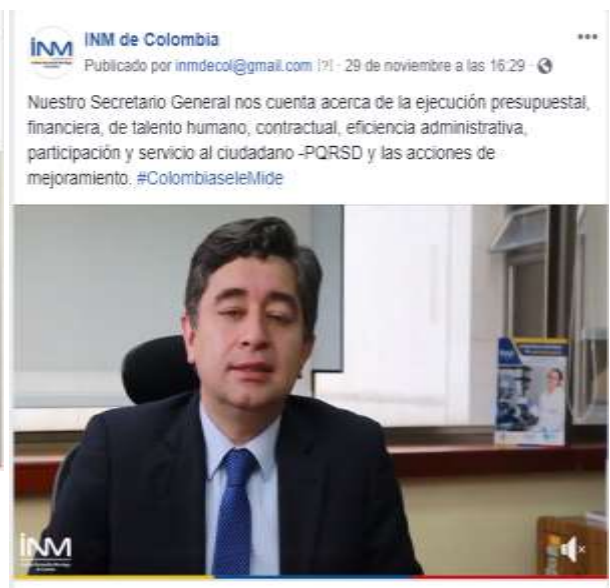 INM
INM de Colombia
Publicado por inmdecol@gmail.com [?] · 29 de noviembre a las 16:29 ·
Nuestro Secretario General nos cuenta acerca de la ejecución presupuestal,
financiera, de talento humano, contractual, eficiencia administrativa,
participación y servicio al ciudadano -PQRSD y las acciones de
mejoramiento. #ColombiaseleMide
INM
INM